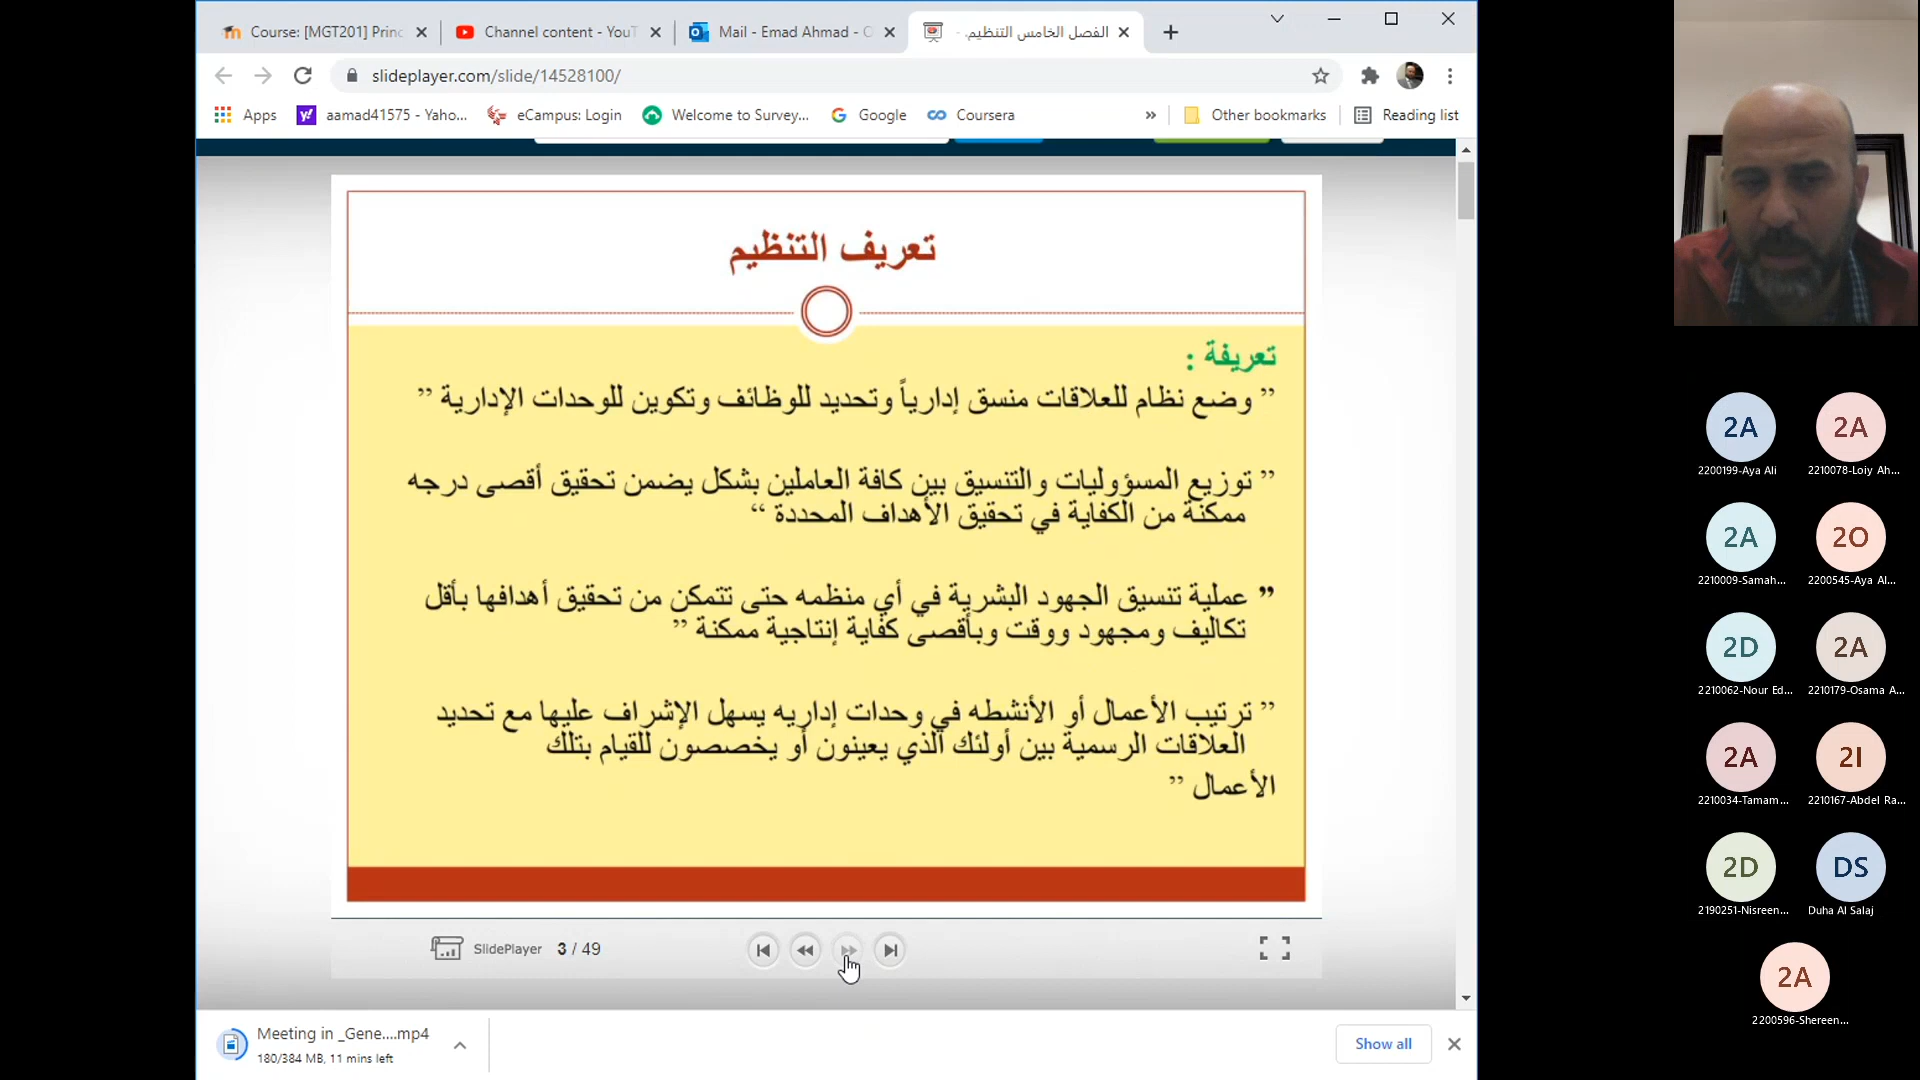 Course: [MGT201] Princ
Channel content - YouT
Mail - Emad Ahmad - O
الفصل الخامس التنظيم. -
slideplayer.com/slide/14528100/
Apps
aamad41575 - Yaho...
eCampus: Login
Welcome to Survey...
Google
Coursera
»
Other bookmarks
Reading list
تعريف التنظيم
تعريفة :
” وضع نظام للعلاقات منسق إدارياً وتحديد للوظائف وتكوين للوحدات الإدارية ”
” توزيع المسؤوليات والتنسيق بين كافة العاملين بشكل يضمن تحقيق أقصى درجه
ممكنة من الكفاية في تحقيق الأهداف المحددة “
” عملية تنسيق الجهود البشرية في أي منظمه حتى تتمكن من تحقيق أهدافها بأقل
تكاليف ومجهود ووقت وبأقصى كفاية إنتاجية ممكنة ”
” ترتيب الأعمال أو الأنشطه في وحدات إداريه يسهل الإشراف عليها مع تحديد
العلاقات الرسمية بين أولئك الذي يعينون أو يخصصون للقيام بتلك
الأعمال ”
SlidePlayer 3 / 49
Meeting in _Gene....mp4
180/384 MB, 11 mins left
Show all
2A
2200199-Aya Ali
2A
2210078-Loiy Ah...
2A
2210009-Samah...
2O
2200545-Aya Al...
2D
2210062-Nour Ed...
2A
2210179-Osama A...
2A
2210034-Tamam...
2I
2210167-Abdel Ra...
2D
2190251-Nisreen...
DS
Duha Al Salaj
2A
2200596-Shereen...